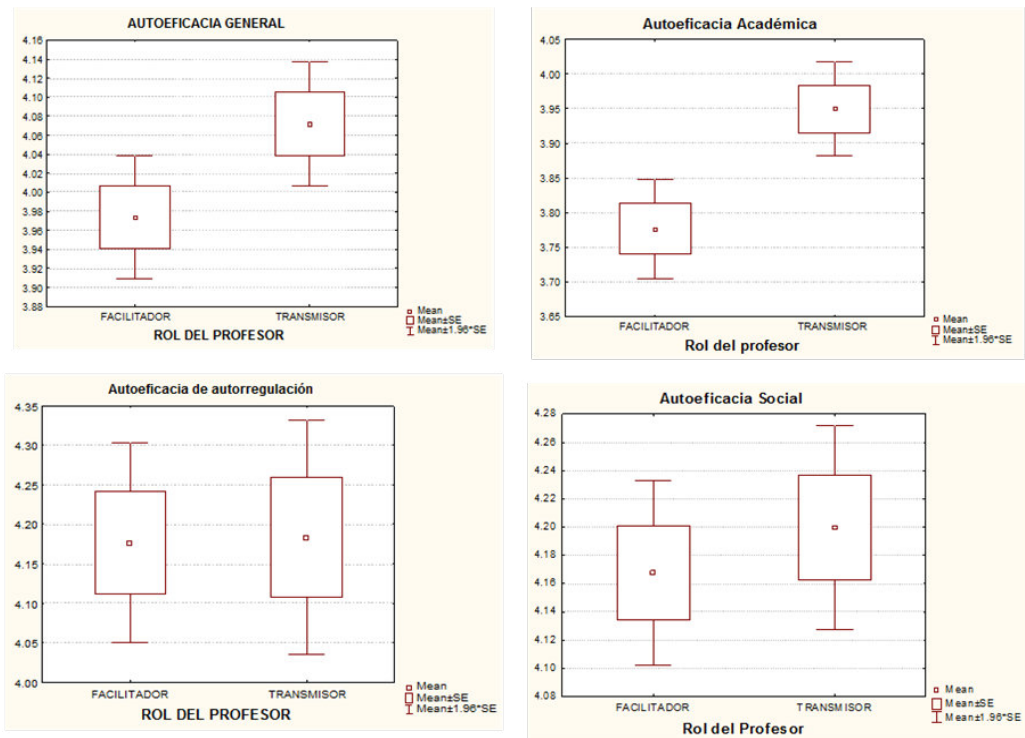 AUTOEFICACIA GENERAL
4.16
4.14
4.12
4.10
4.08
4.06
4.04
4.02
4.00
3.98
3.96
3.94
3.92
3.90
3.88
FACILITADOR TRANSMISOR
ROL DEL PROFESOR
Mean
Mean±SE
Mean±1.96*SE
Autoeficacia Académica
4.05
4.00
3.95
3.90
3.85
3.80
3.75
3.70
3.65
FACILITADOR TRANSMISOR
Rol del profesor
Mean
Mean±SE
Mean±1.96*SE
Autoeficacia de autorregulación
4.35
4.30
4.25
4.20
4.15
4.10
4.05
4.00
FACILITADOR TRANSMISOR
ROL DEL PROFESOR
Mean
Mean±SE
Mean±1.96*SE
Autoeficacia Social
4.28
4.26
4.24
4.22
4.20
4.18
4.16
4.14
4.12
4.10
4.08
FACILITADOR TRANSMISOR
Rol del Profesor
Mean
Mean±SE
Mean±1.96*SE